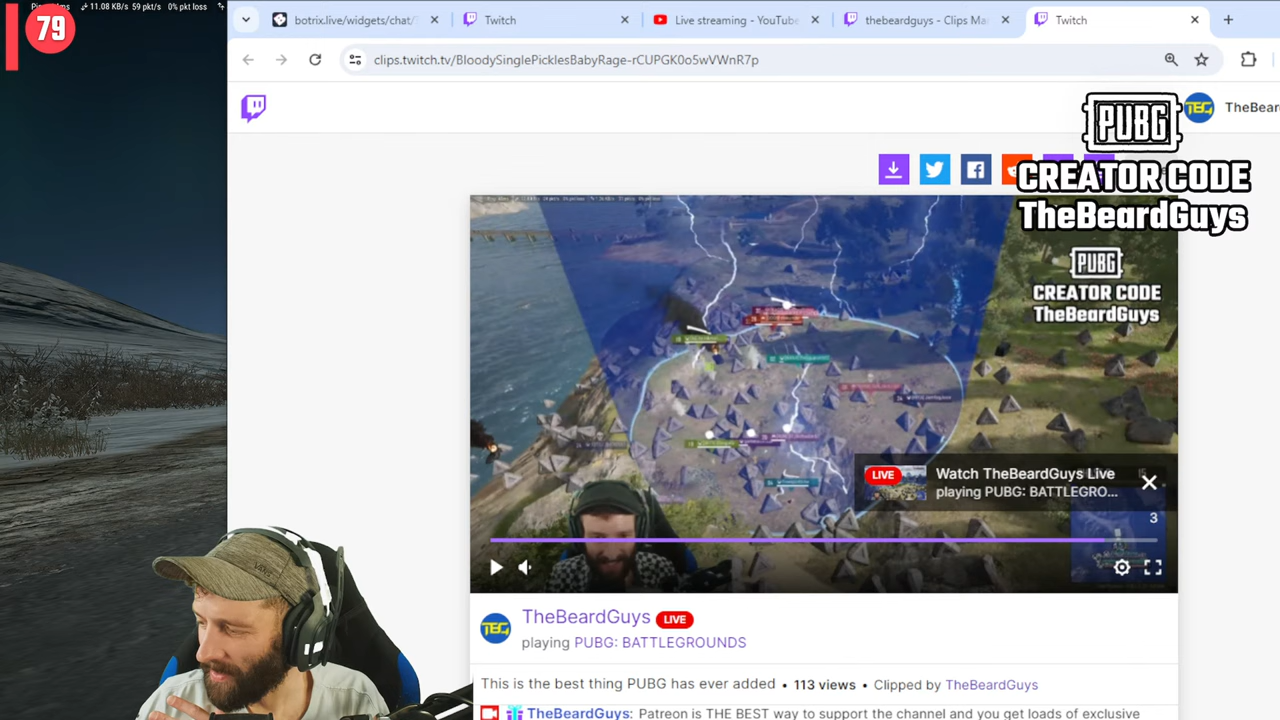 11.08 KB/s 59 pkt/s 0% pkt loss
79
botrix.live/widgets/chat/
Twitch
Live streaming - YouTube
thebeardguys - Clips Ma
Twitch
clips.twitch.tv/BloodySinglePicklesBabyRage-rCUPGK0o5wVWnR7p
TheBear
PUBG
CREATOR CODE
TheBeardGuys
PUBG
CREATOR CODE
TheBeardGuys
LIVE
Watch TheBeardGuys Live
playing PUBG: BATTLEGRO...
3
TBG
TheBeardGuys LIVE
playing PUBG: BATTLEGROUNDS
This is the best thing PUBG has ever added • 113 views • Clipped by TheBeardGuys
TheBeardGuys: Patreon is THE BEST way to support the channel and you get loads of exclusive